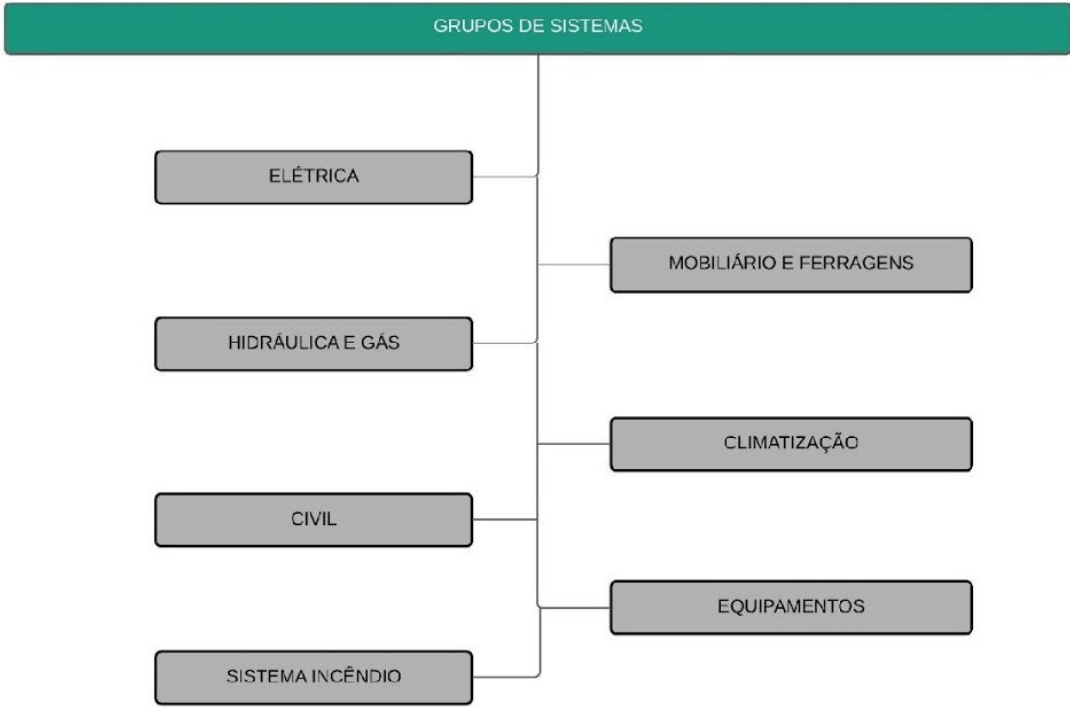 GRUPOS DE SISTEMAS
ELÉTRICA
MOBILIÁRIO E FERRAGENS
HIDRÁULICA E GÁS
CLIMATIZAÇÃO
CIVIL
EQUIPAMENTOS
SISTEMA INCÊNDIO